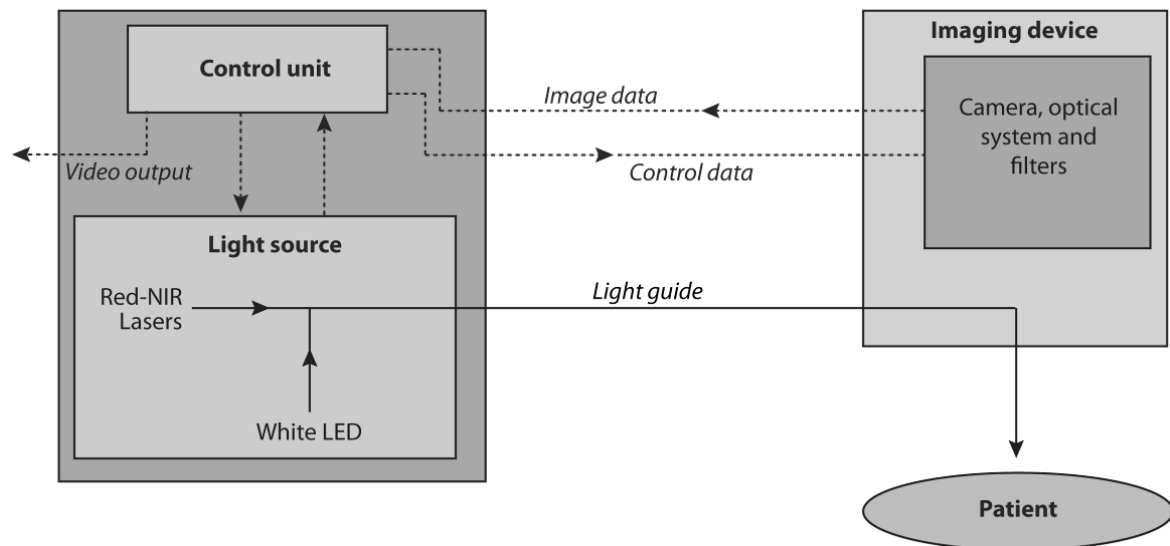 Control unit
Imaging device
Image data
Camera, optical
system and
filters
Video output
Control data
Light source
Red-NIR
Lasers
Light guide
White LED
Patient